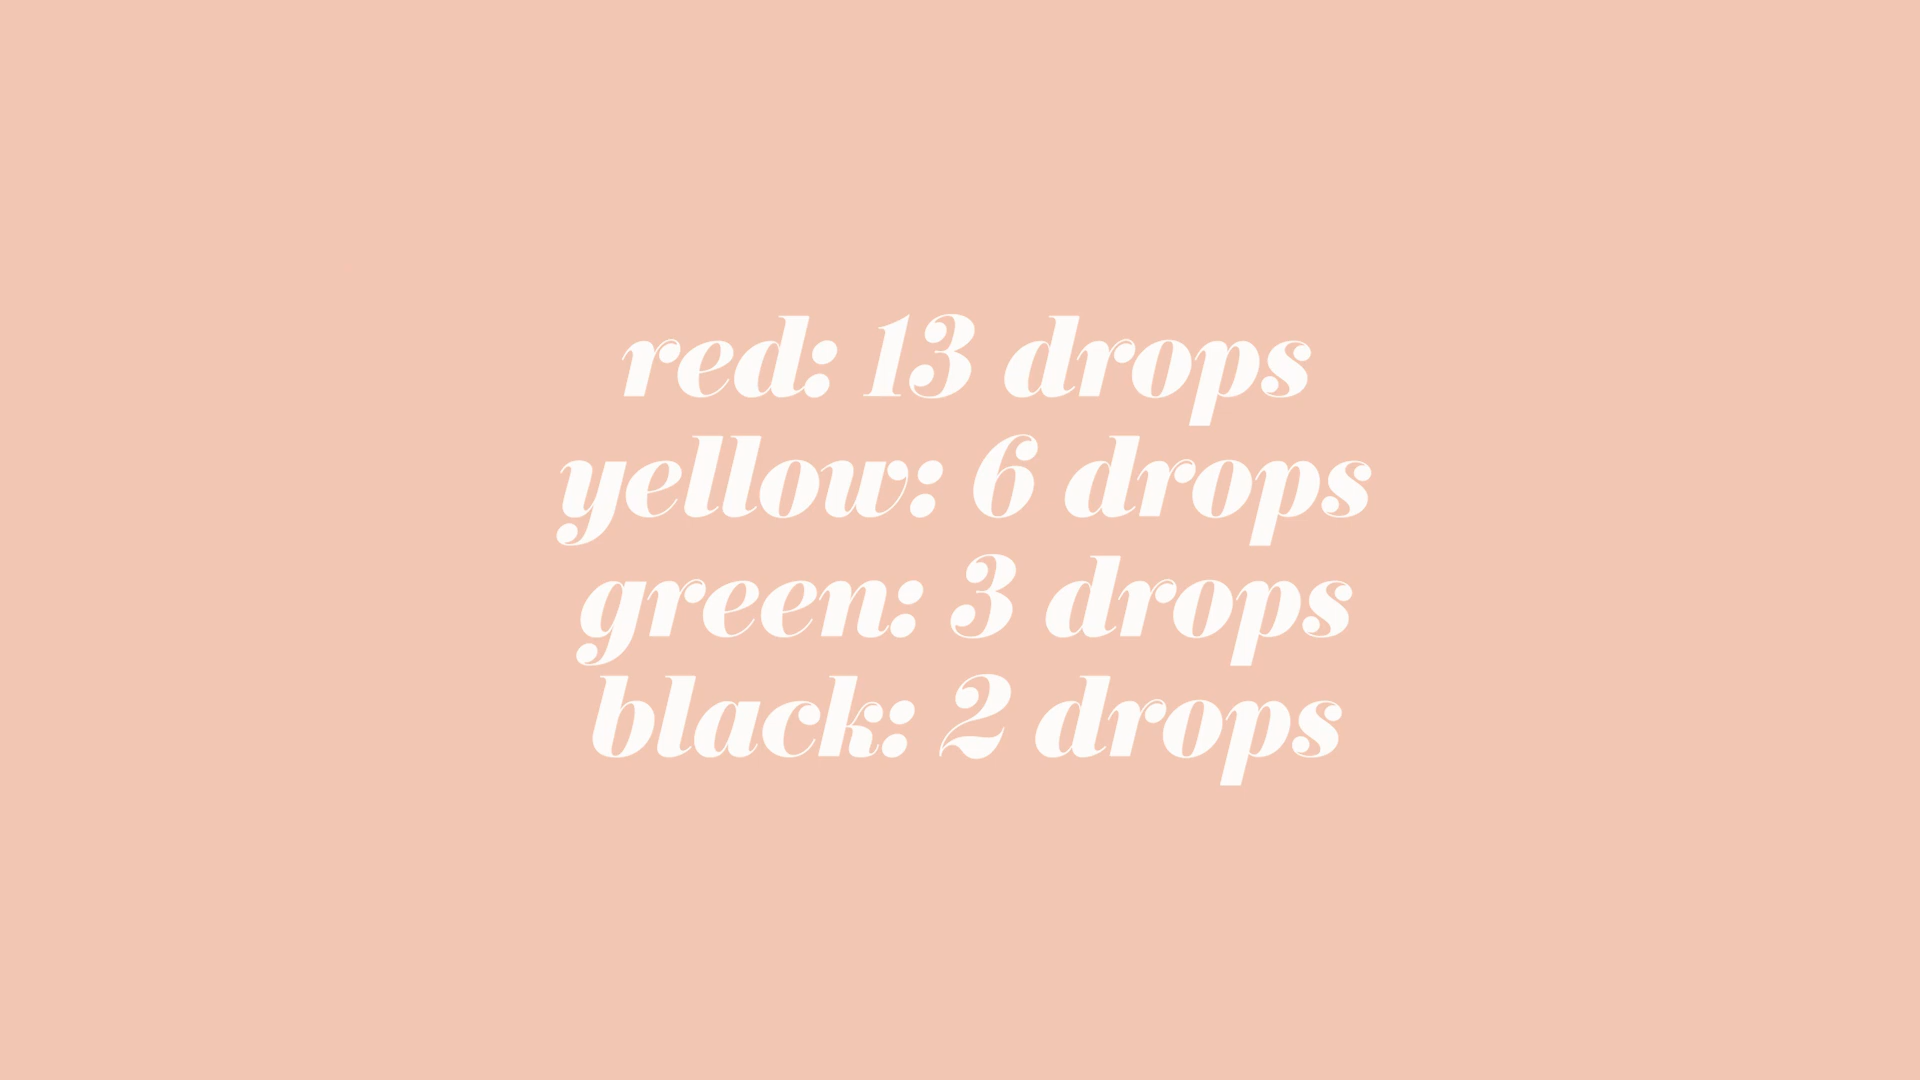 red: 13 drops
yellow: 6 drops
green: 3 drops
black: 2 drops